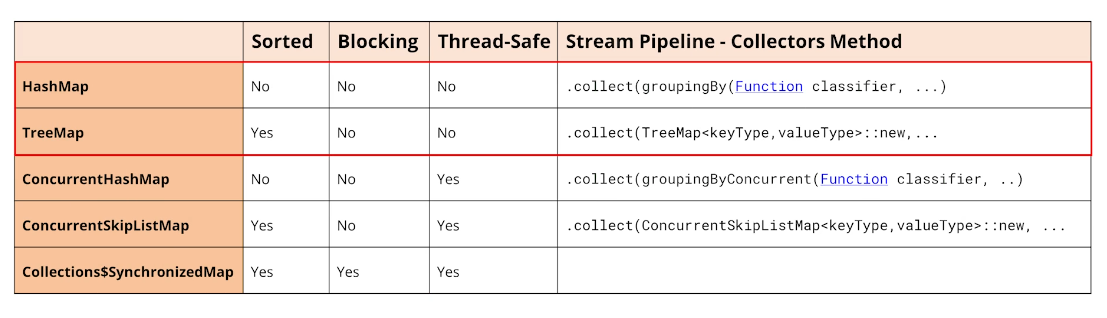 Sorted Blocking Thread-Safe Stream Pipeline - Collectors Method
HashMap No No No .collect(groupingBy(Function classifier, ...)
TreeMap Yes No No .collect(TreeMap<keyType,valueType>::new,...
ConcurrentHashMap No No Yes .collect(groupingByConcurrent(Function classifier, ..)
ConcurrentSkipListMap Yes No Yes .collect(ConcurrentSkipListMap<keyType,valueType>::new, ...
Collections$SynchronizedMap Yes Yes Yes